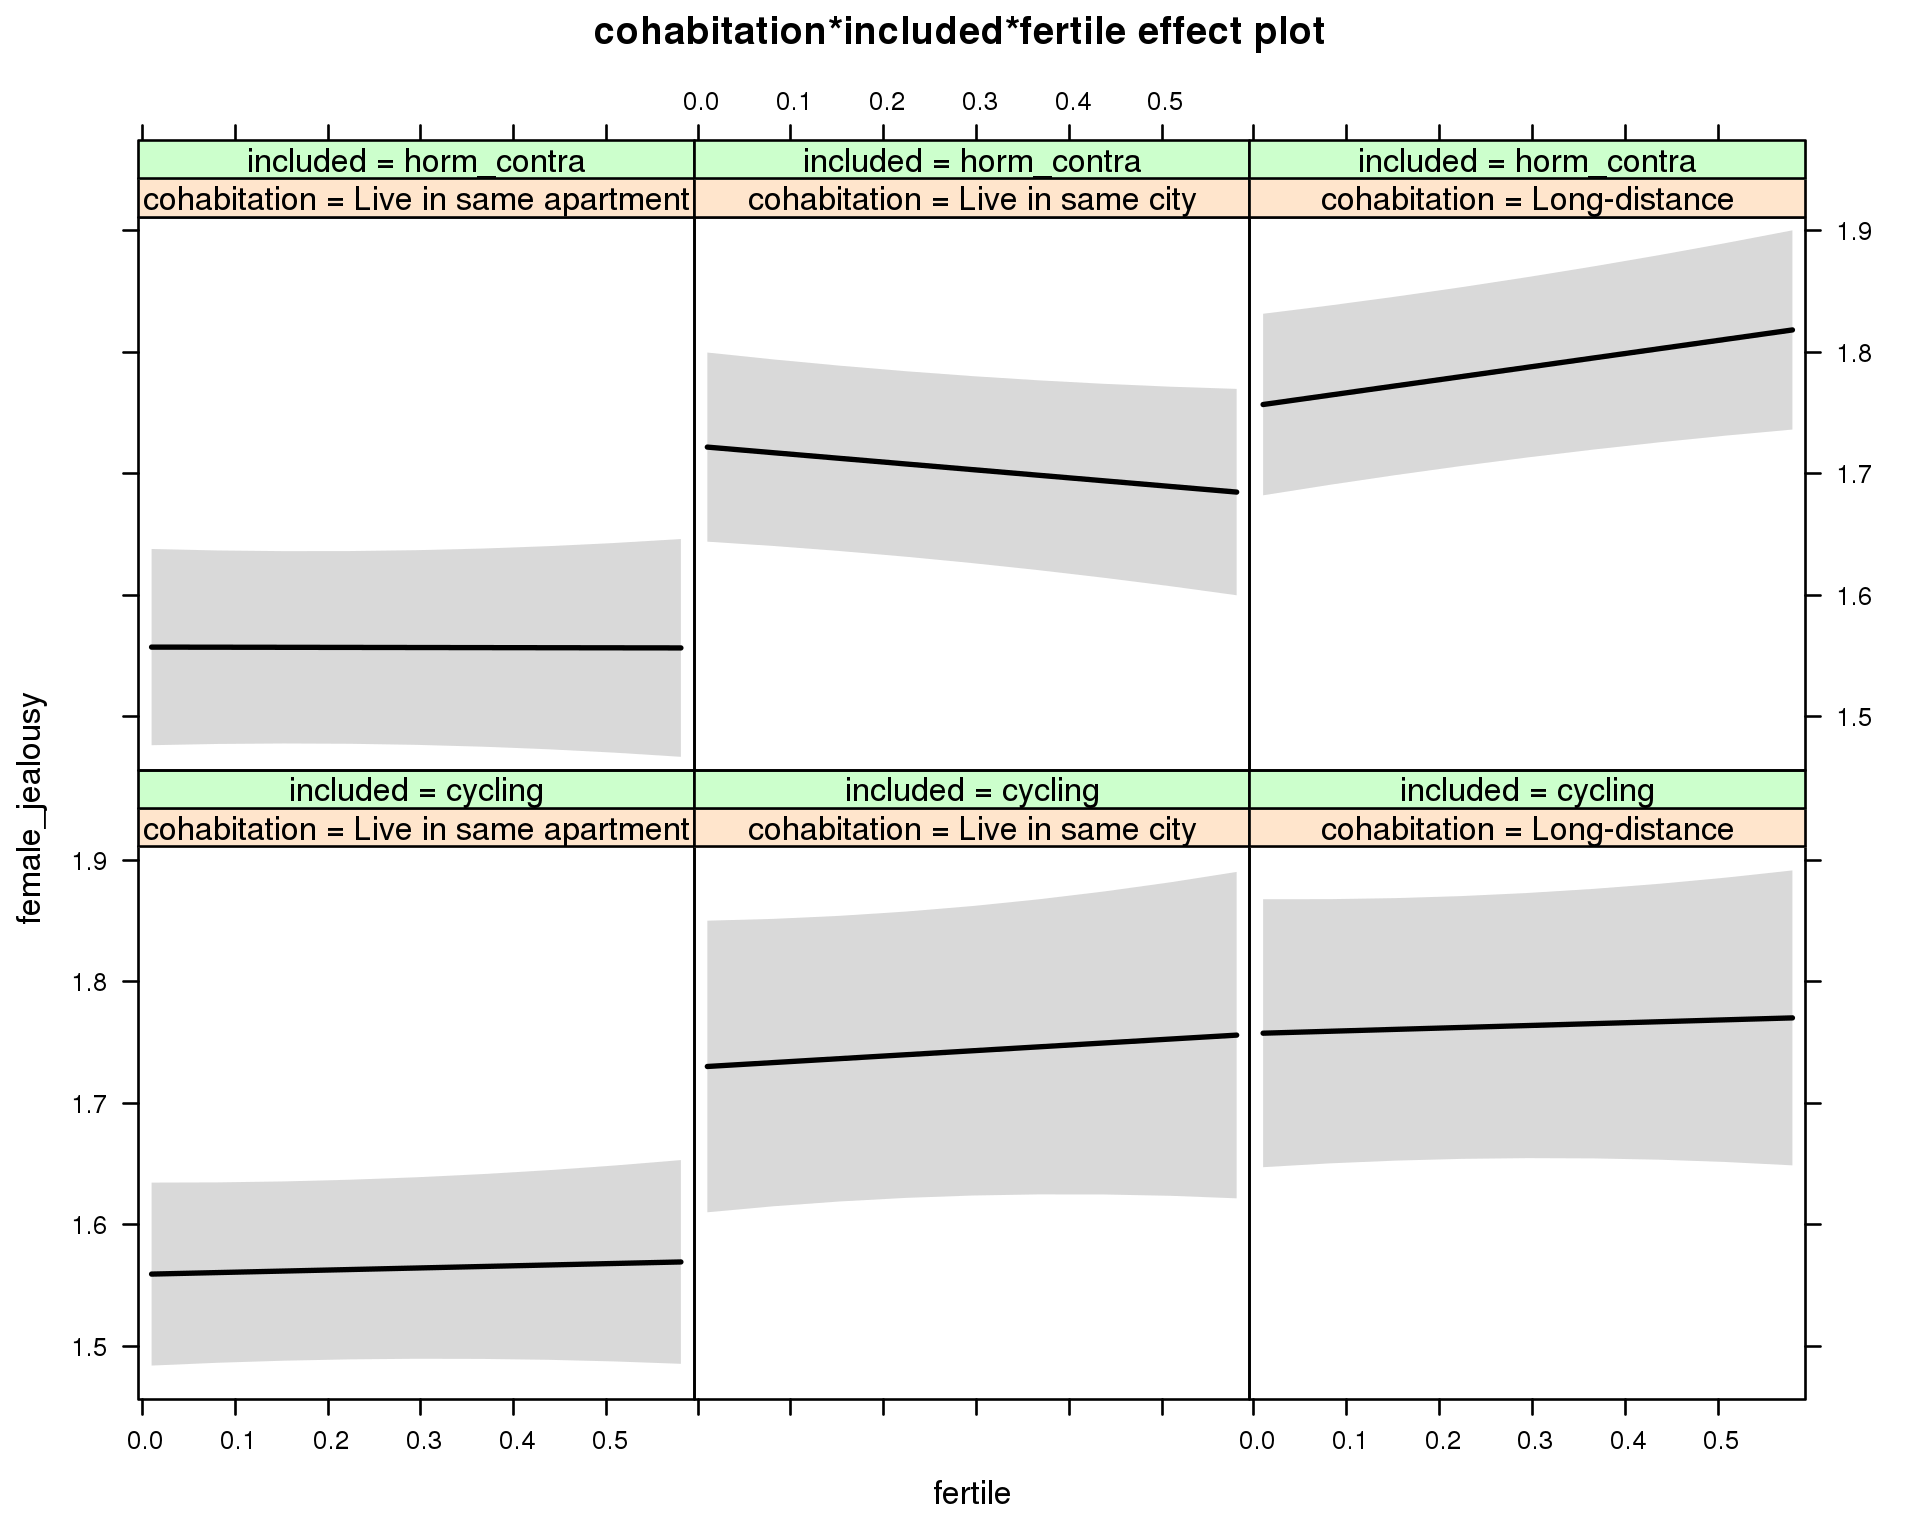 cohabitation*included*fertile effect plot
0.0 0.1 0.2 0.3 0.4 0.5
included = horm_contra included = horm_contra included = horm_contra
cohabitation = Live in same apartment cohabitation = Live in same city cohabitation = Long-distance
1.9
1.8
1.7
1.6
1.5
female_jealousy
included = cycling included = cycling included = cycling
cohabitation = Live in same apartment cohabitation = Live in same city cohabitation = Long-distance
1.9
1.8
1.7
1.6
1.5
0.0 0.1 0.2 0.3 0.4 0.5 0.0 0.1 0.2 0.3 0.4 0.5
fertile